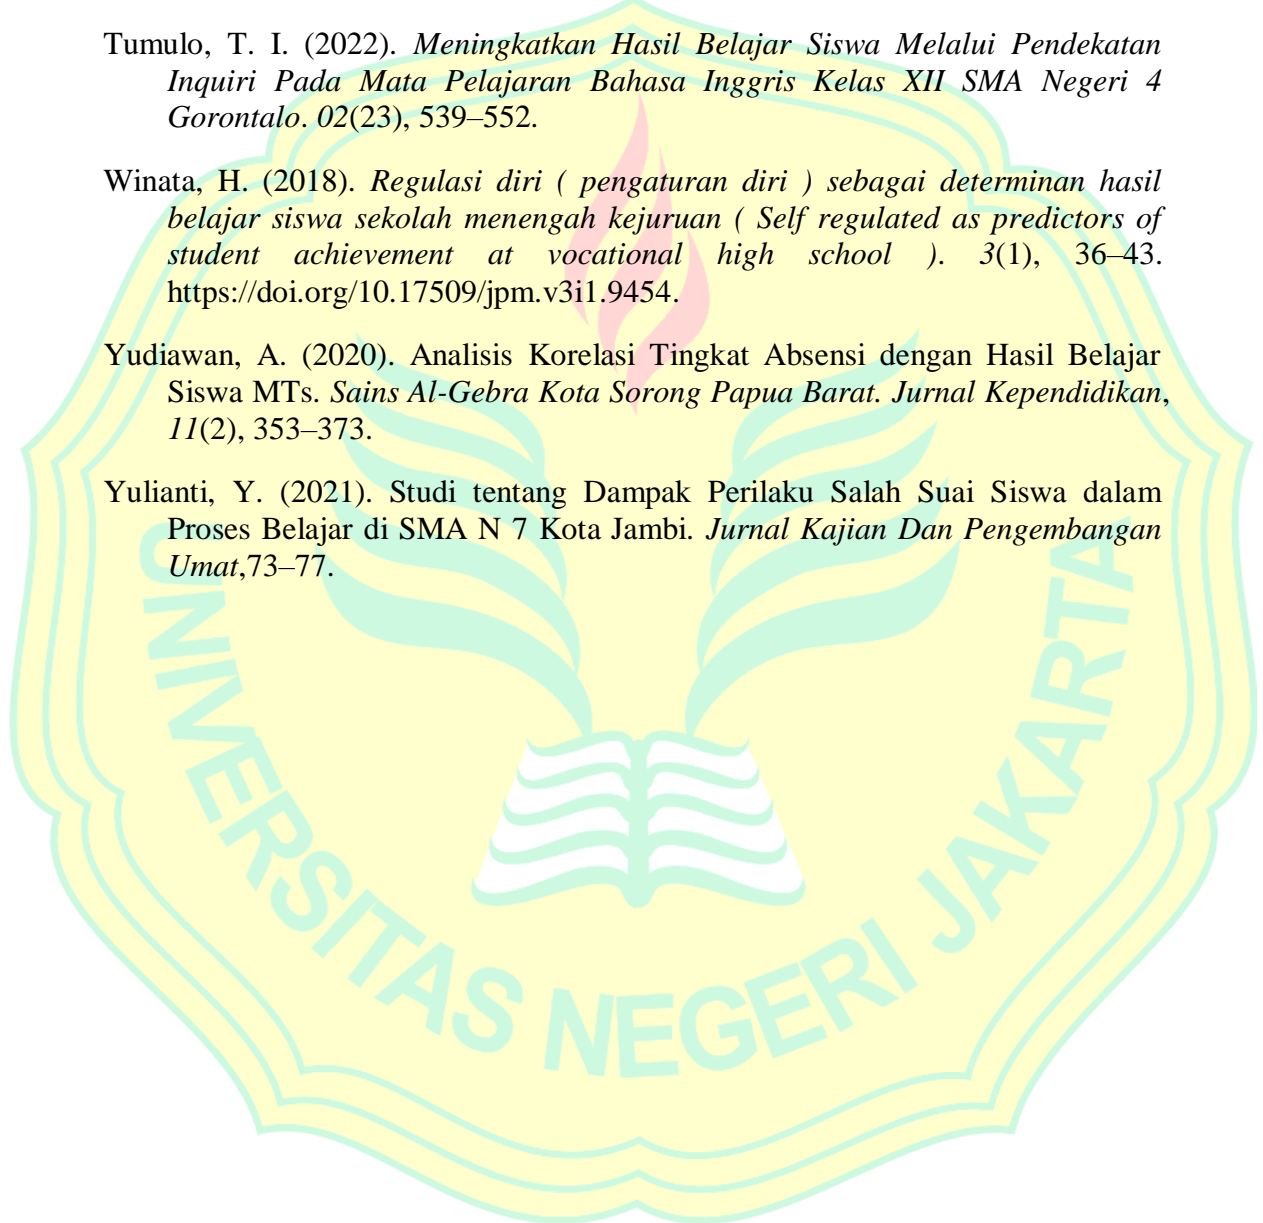 Tumulo, T. I. (2022). Meningkatkan Hasil Belajar Siswa Melalui Pendekatan
Inquiri Pada Mata Pelajaran Bahasa Inggris Kelas XII SMA Negeri 4
Gorontalo. 02(23), 539–552.
Winata, H. (2018). Regulasi diri ( pengaturan diri ) sebagai determinan hasil
belajar siswa sekolah menengah kejuruan ( Self regulated as predictors of
student achievement at vocational high school ). 3(1), 36–43.
https://doi.org/10.17509/jpm.v3i1.9454.
Yudiawan, A. (2020). Analisis Korelasi Tingkat Absensi dengan Hasil Belajar
Siswa MTs. Sains Al-Gebra Kota Sorong Papua Barat. Jurnal Kependidikan,
11(2), 353–373.
Yulianti, Y. (2021). Studi tentang Dampak Perilaku Salah Suai Siswa dalam
Proses Belajar di SMA N 7 Kota Jambi. Jurnal Kajian Dan Pengembangan
Umat,73–77.
UNIVERSITAS NEGERI JAKARTA